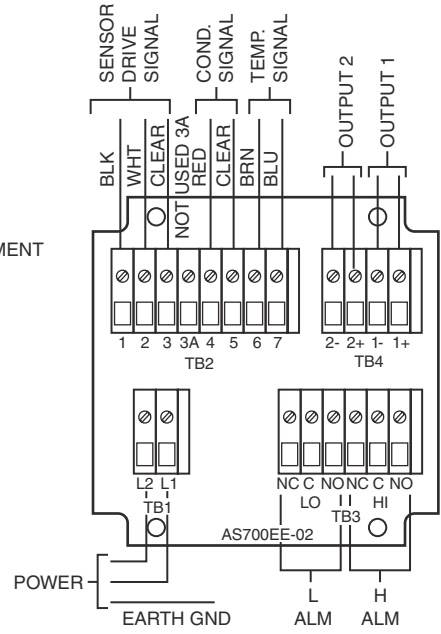 SENSOR
DRIVE
SIGNAL
COND.
SIGNAL
TEMP.
SIGNAL
OUTPUT 2
OUTPUT 1
BLK
WHT
CLEAR
NOT USED 3A
RED
CLEAR
BRN
BLU
MENT
1 2 3 3A 4 5 6 7
TB2
2- 2+ 1- 1+
TB4
L2 L1
TB1
NC C NO NC C NO
LO HI
TB3
AS700EE-02
POWER
EARTH GND
L
ALM
H
ALM